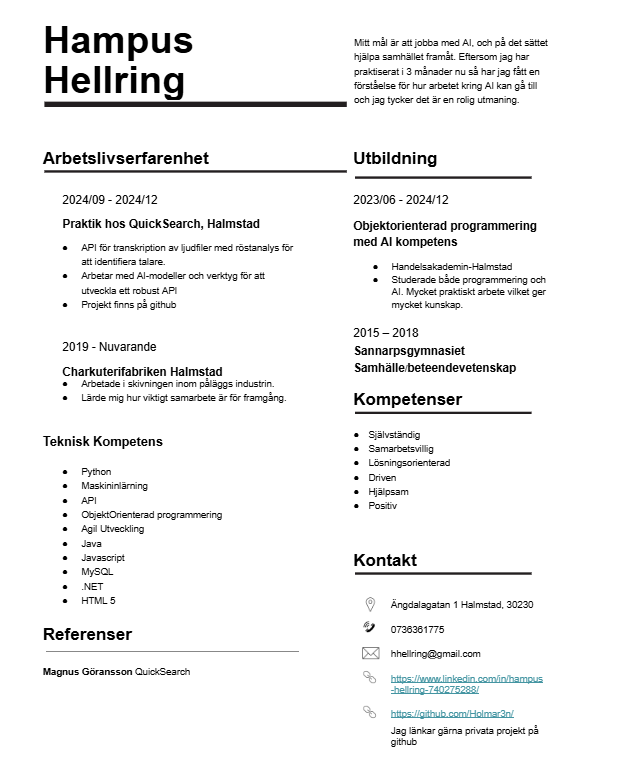 Hampus
Hellring
Mitt mål är att jobba med AI, och på det sättet
hjälpa samhället framåt. Eftersom jag har
praktiserat i 3 månader nu så har jag fått en
förståelse för hur arbetet kring AI kan gå till
och jag tycker det är en rolig utmaning.
Arbetslivserfarenhet
2024/09 - 2024/12
Praktik hos QuickSearch, Halmstad
● API för transkription av ljudfiler med röstanalys för
att identifiera talare.
● Arbetar med AI-modeller och verktyg för att
utveckla ett robust API
● Projekt finns på github
2019 - Nuvarande
Charkuterifabriken Halmstad
● Arbetade i skivningen inom påläggs industrin.
● Lärde mig hur viktigt samarbete är för framgång.
Teknisk Kompetens
● Python
● Maskininlärning
● API
● ObjektOrienterad programmering
● Agil Utveckling
● Java
● Javascript
● MySQL
● .NET
● HTML 5
Referenser
Magnus Göransson QuickSearch
Utbildning
2023/06 - 2024/12
Objektorienterad programmering
med AI kompetens
● Handelsakademin-Halmstad
● Studerade både programmering och
AI. Mycket praktiskt arbete vilket ger
mycket kunskap.
2015 – 2018
Sannarpsgymnasiet
Samhälle/beteendevetenskap
Kompetenser
● Självständig
● Samarbetsvillig
● Lösningsorienterad
● Driven
● Hjälpsam
● Positiv
Kontakt
Ängdalagatan 1 Halmstad, 30230
0736361775
hhellring@gmail.com
https://www.linkedin.com/in/hampus
-hellring-740275288/
https://github.com/Holmar3n/
Jag länkar gärna privata projekt på
github